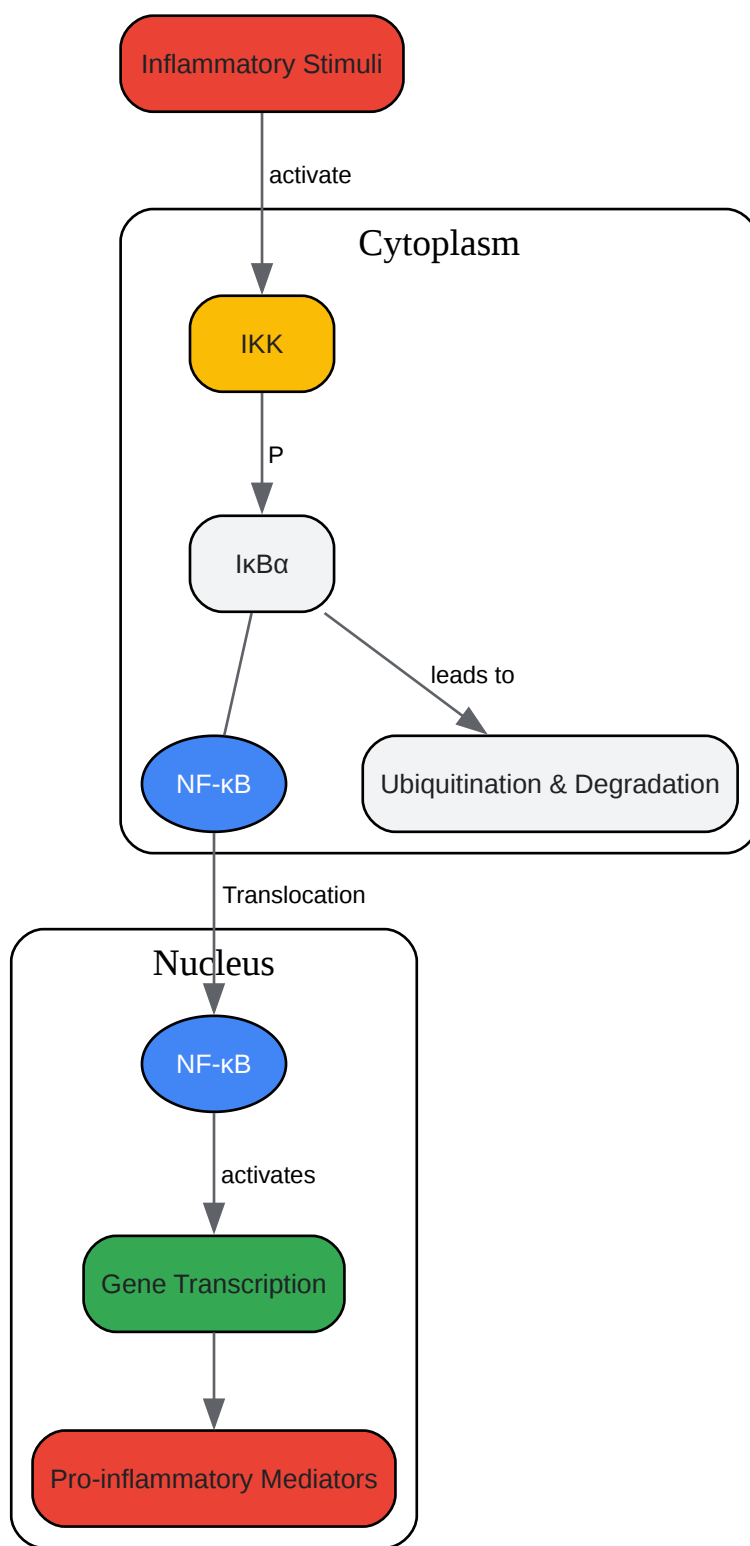 Inflammatory Stimuli
activate
Cytoplasm
IKK
P
IκBα
leads to
NF-κB
Ubiquitination & Degradation
Translocation
Nucleus
NF-κB
activates
Gene Transcription
Pro-inflammatory Mediators